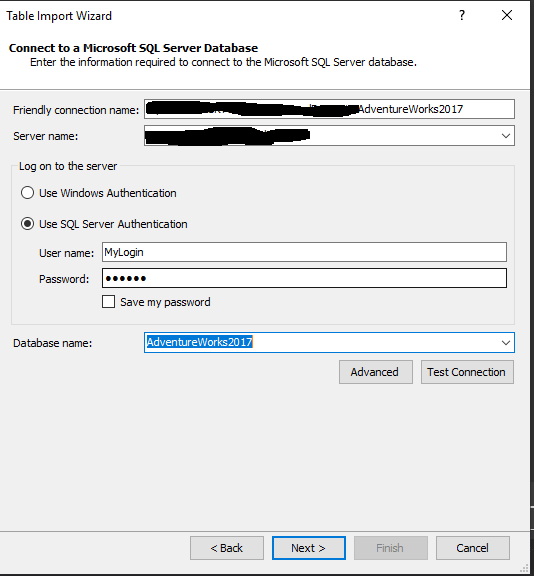 Table Import Wizard
?
Connect to a Microsoft SQL Server Database
Enter the information required to connect to the Microsoft SQL Server database.
Friendly connection name: AdventureWorks2017
Server name:
Log on to the server
Use Windows Authentication
Use SQL Server Authentication
User name: MyLogin
Password: ●●●●●●
Save my password
Database name: AdventureWorks2017
Advanced Test Connection
< Back Next > Finish Cancel